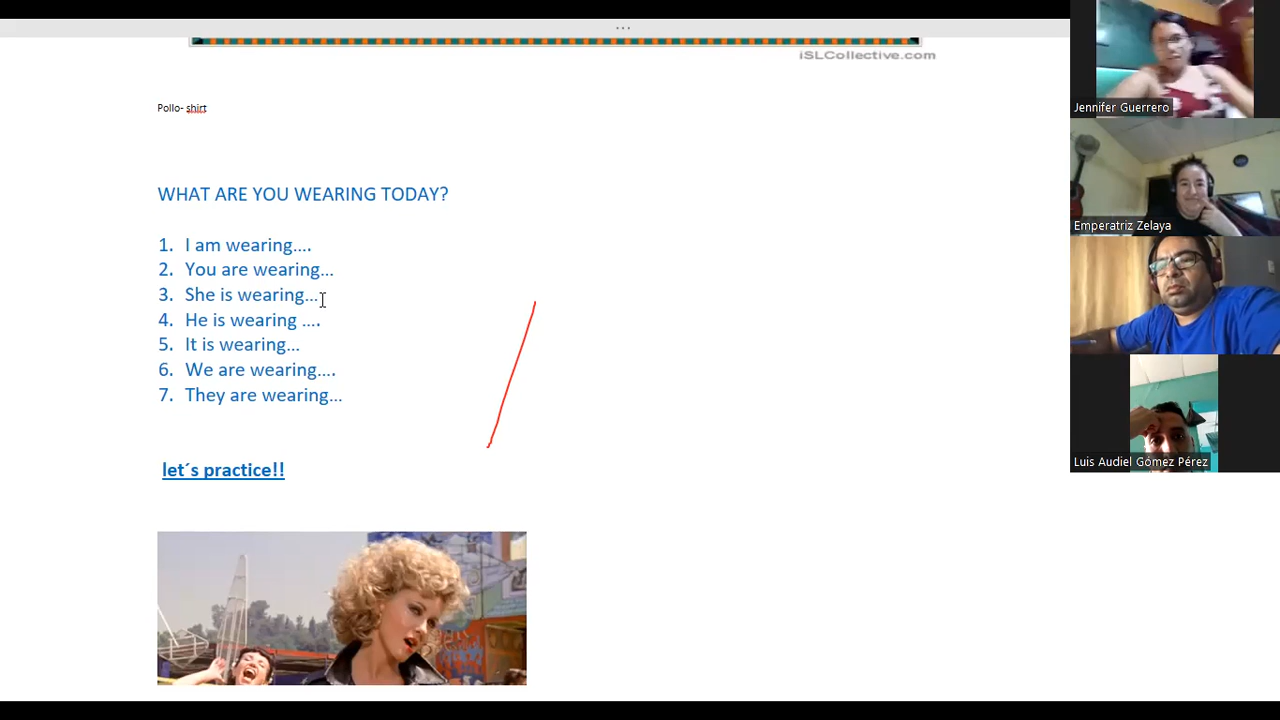 iSLCollective.com
Pollo- shirt
WHAT ARE YOU WEARING TODAY?
1. I am wearing....
2. You are wearing...
3. She is wearing...
4. He is wearing ....
5. It is wearing...
6. We are wearing....
7. They are wearing...
let´s practice!!
Jennifer Guerrero
Emperatriz Zelaya
Luis Audiel Gómez Pérez